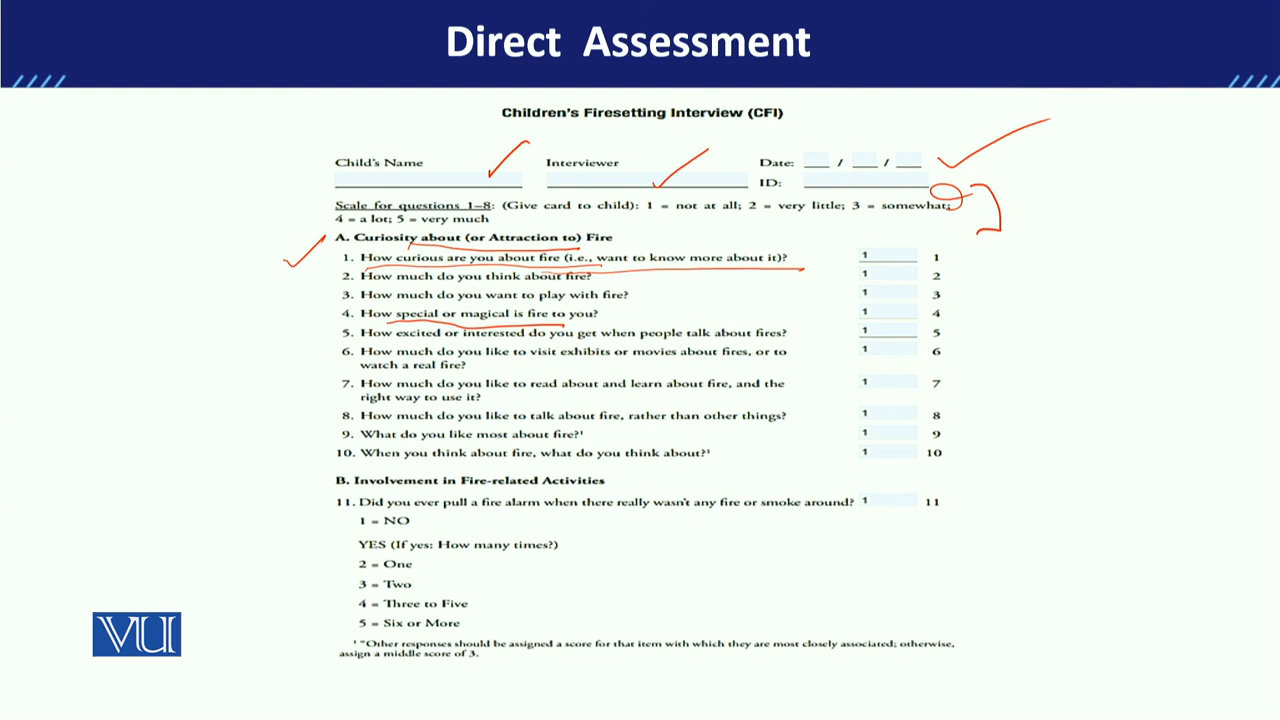 Direct Assessment
Children's Firesetting Interview (CFI)
Child's Name Interviewer Date: / /
ID:
Scale for questions 1–8: (Give card to child): 1 = not at all; 2 = very little; 3 = somewhat;
4 = a lot; 5 = very much
A. Curiosity about (or Attraction to) Fire
1. How curious are you about fire (i.e., want to know more about it)? 1 1
2. How much do you think about fire? 1 2
3. How much do you want to play with fire? 1 3
4. How special or magical is fire to you? 1 4
5. How excited or interested do you get when people talk about fires? 1 5
6. How much do you like to visit exhibits or movies about fires, or to 1 6
watch a real fire?
7. How much do you like to read about and learn about fire, and the 1 7
right way to use it?
8. How much do you like to talk about fire, rather than other things? 1 8
9. What do you like most about fire?¹ 1 9
10. When you think about fire, what do you think about?¹ 1 10
B. Involvement in Fire-related Activities
11. Did you ever pull a fire alarm when there really wasn't any fire or smoke around? 1 11
1 = NO
YES (If yes: How many times?)
2 = One
3 = Two
4 = Three to Five
5 = Six or More
¹ "Other responses should be assigned a score for that item with which they are most closely associated; otherwise,
assign a middle score of 3.
VU